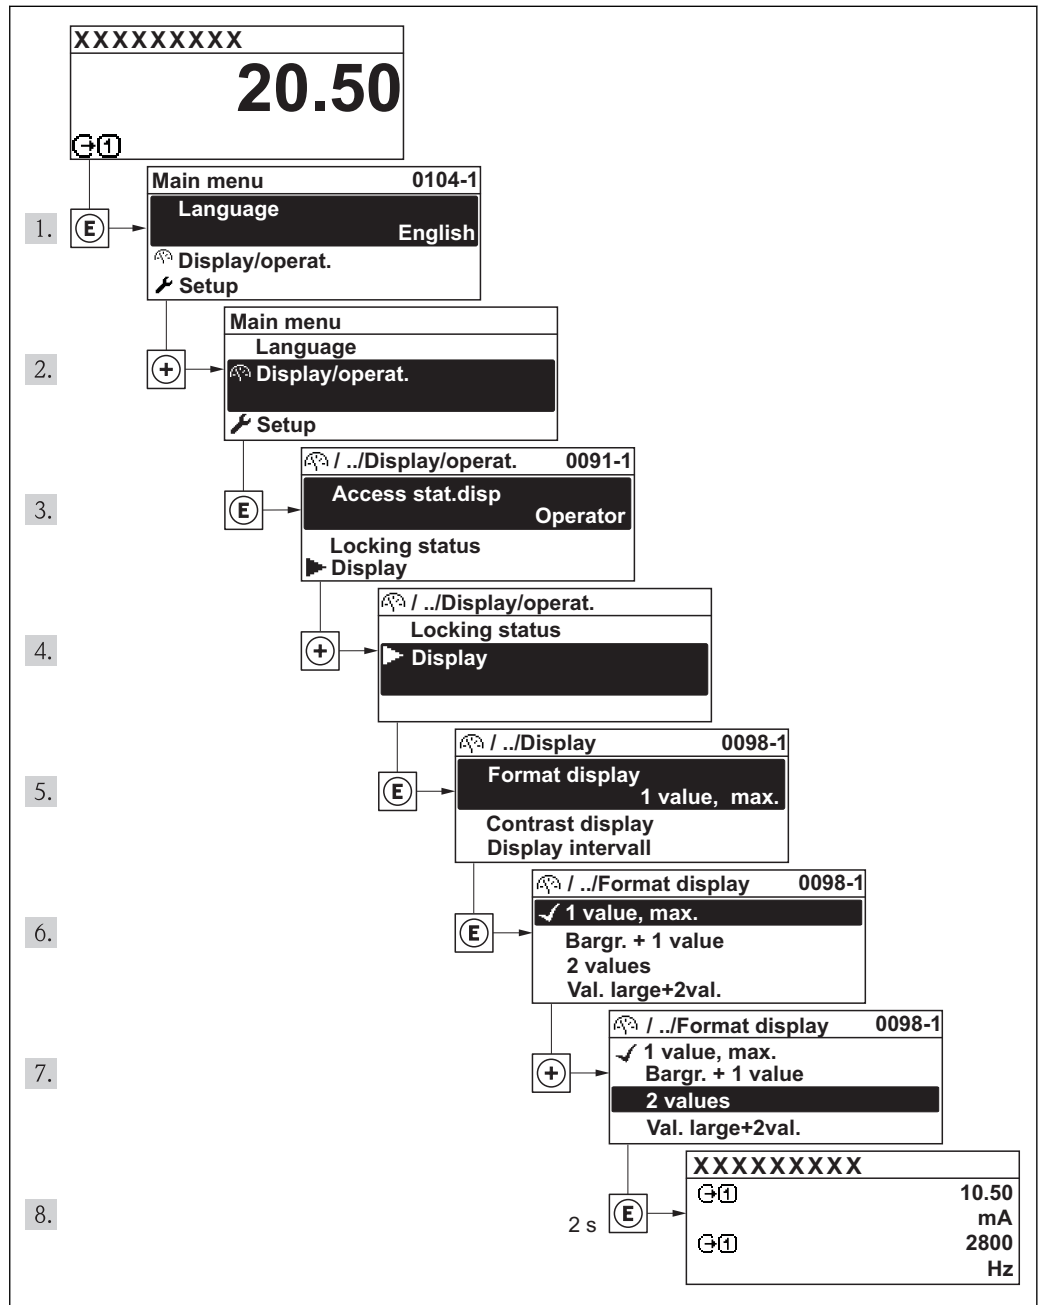 XXXXXXXXX
20.50
1
Main menu 0104-1
1. E Language
English
Display/operat.
Setup
Main menu
Language
2. + Display/operat.
Setup
/ ../Display/operat. 0091-1
3. E Access stat.disp
Operator
Locking status
Display
/ ../Display/operat.
Locking status
4. + Display
/ ../Display 0098-1
5. E Format display
1 value, max.
Contrast display
Display intervall
/ ../Format display 0098-1
1 value, max.
6. E Bargr. + 1 value
2 values
Val. large+2val.
/ ../Format display 0098-1
1 value, max.
7. + Bargr. + 1 value
2 values
Val. large+2val.
XXXXXXXXX
1 10.50
8. 2 s E mA
1 2800
Hz